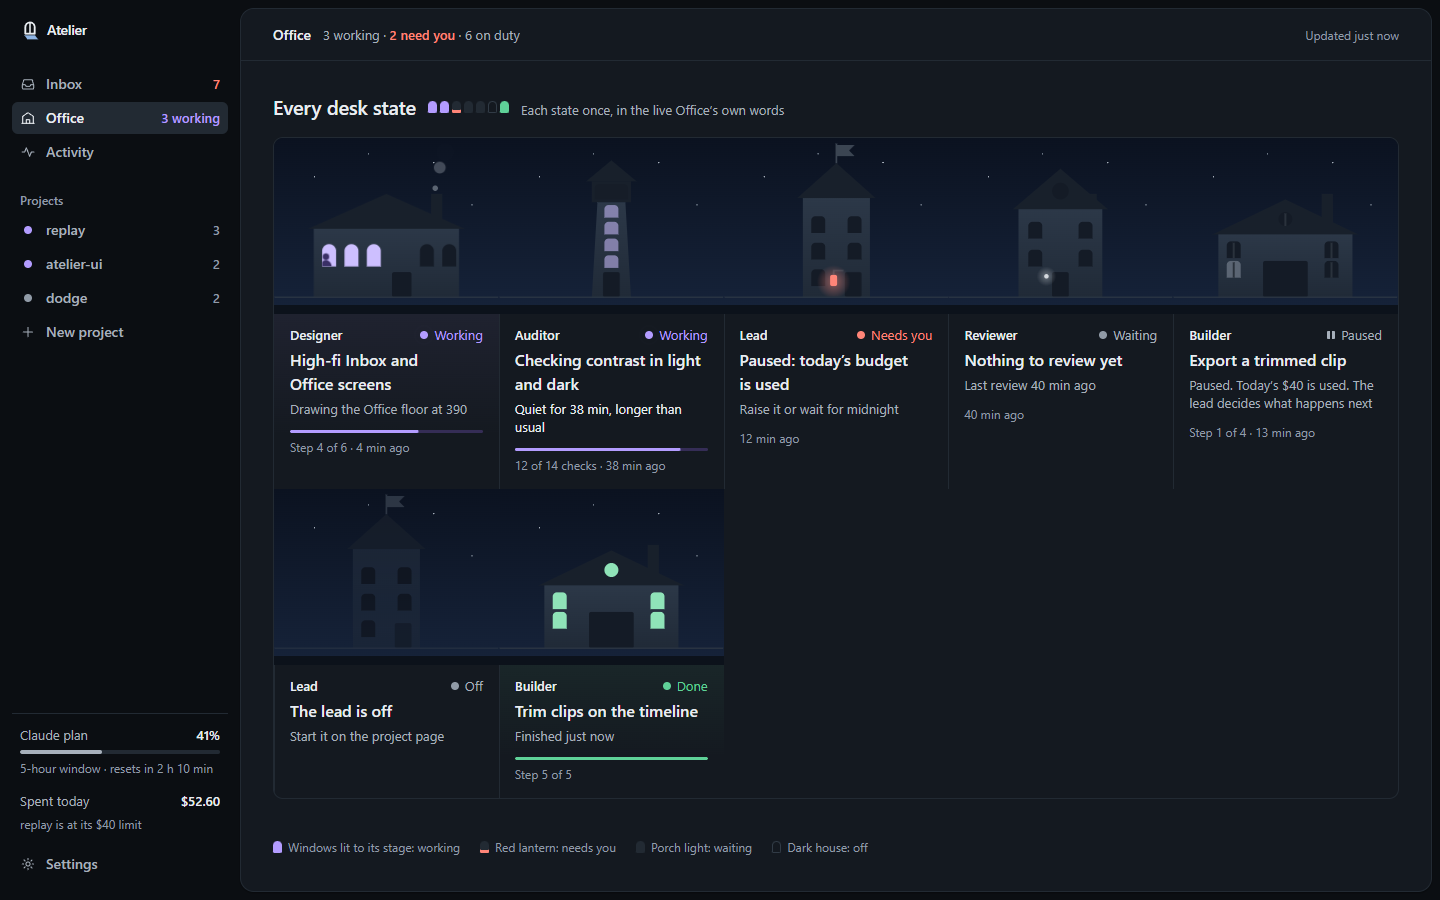 Atelier
Inbox 7
Office 3 working
Activity
Projects
replay 3
atelier-ui 2
dodge 2
New project
Claude plan 41%
5-hour window · resets in 2 h 10 min
Spent today $52.60
replay is at its $40 limit
Settings
Office 3 working · 2 need you · 6 on duty
Updated just now
Every desk state
Each state once, in the live Office's own words
Designer Working
High-fi Inbox and
Office screens
Drawing the Office floor at 390
Step 4 of 6 · 4 min ago
Auditor Working
Checking contrast in light
and dark
Quiet for 38 min, longer than
usual
12 of 14 checks · 38 min ago
Lead Needs you
Paused: today's budget
is used
Raise it or wait for midnight
12 min ago
Reviewer Waiting
Nothing to review yet
Last review 40 min ago
40 min ago
Builder Paused
Export a trimmed clip
Paused. Today's $40 is used. The
lead decides what happens next
Step 1 of 4 · 13 min ago
Lead Off
The lead is off
Start it on the project page
Builder Done
Trim clips on the timeline
Finished just now
Step 5 of 5
Windows lit to its stage: working
Red lantern: needs you
Porch light: waiting
Dark house: off